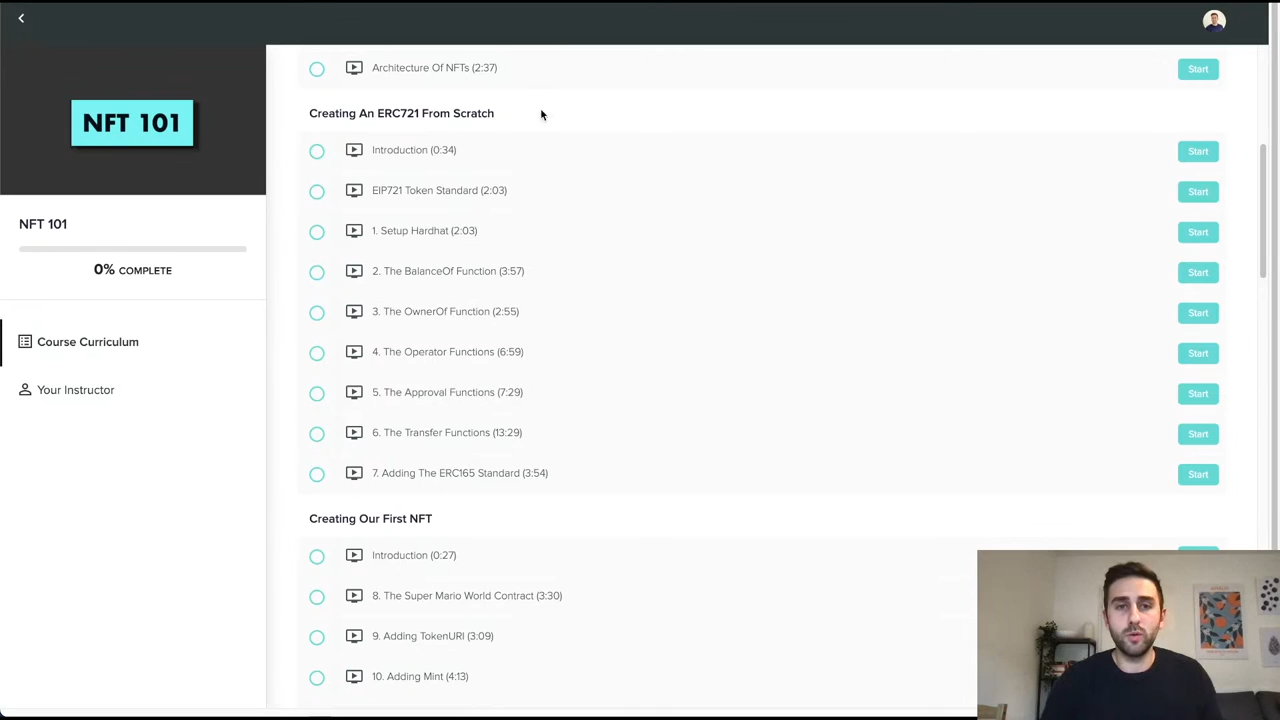 Architecture Of NFTs (2:37)
Start
Creating An ERC721 From Scratch
NFT 101
Introduction (0:34)
Start
EIP721 Token Standard (2:03)
Start
NFT 101
1. Setup Hardhat (2:03)
Start
0% COMPLETE
2. The BalanceOf Function (3:57)
Start
3. The OwnerOf Function (2:55)
Start
Course Curriculum
4. The Operator Functions (6:59)
Start
Your Instructor
5. The Approval Functions (7:29)
Start
6. The Transfer Functions (13:29)
Start
7. Adding The ERC165 Standard (3:54)
Start
Creating Our First NFT
Introduction (0:27)
8. The Super Mario World Contract (3:30)
9. Adding TokenURI (3:09)
10. Adding Mint (4:13)